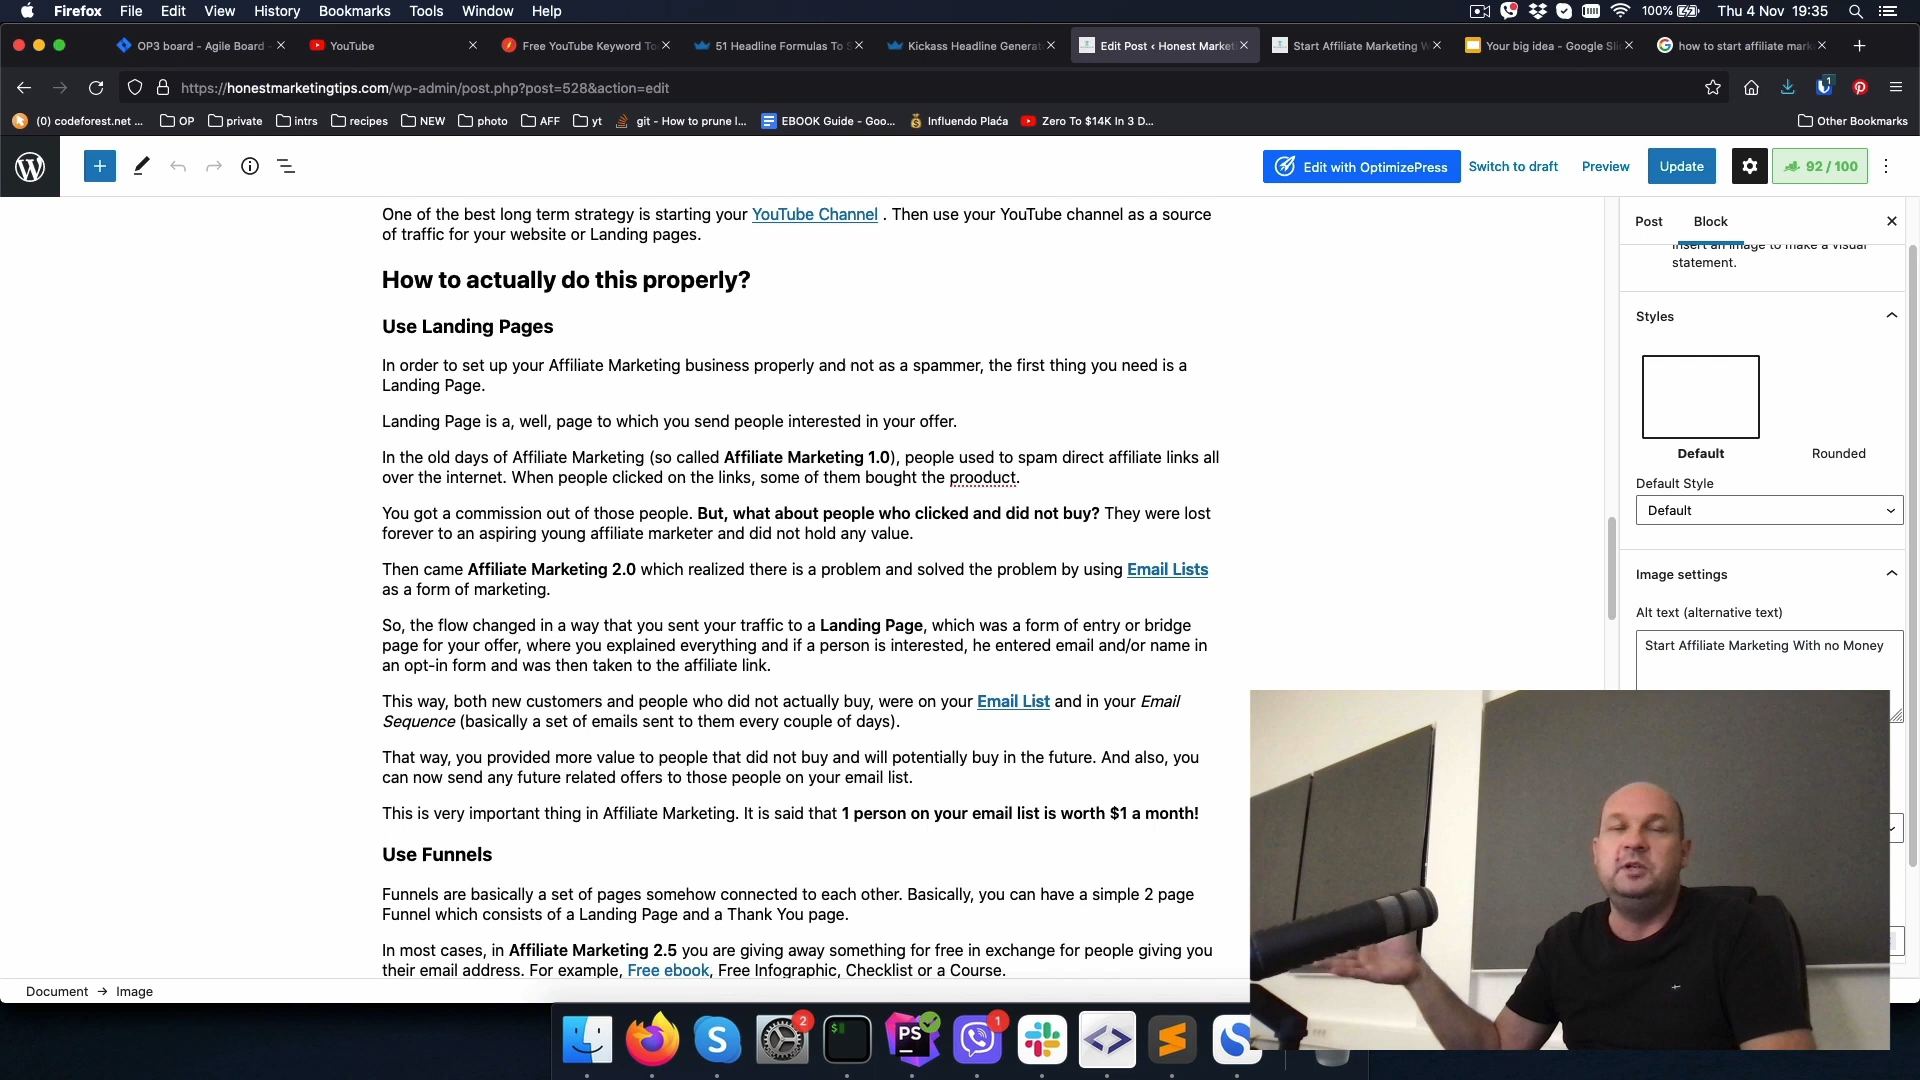 Firefox File Edit View History Bookmarks Tools Window Help 100% Thu 4 Nov 19:35
OP3 board - Agile Board YouTube Free YouTube Keyword To 51 Headline Formulas To S Kickass Headline Generat Edit Post ‹ Honest Market Start Affiliate Marketing W Your big idea - Google Sli how to start affiliate mark
https://honestmarketingtips.com/wp-admin/post.php?post=528&action=edit 1
(0) codeforest.net ... OP private intrs recipes NEW photo AFF yt git - How to prune l... EBOOK Guide - Goo... Influendo Plaća Zero To $14K In 3 D... Other Bookmarks
Edit with OptimizePress Switch to draft Preview Update 92 / 100
One of the best long term strategy is starting your YouTube Channel . Then use your YouTube channel as a source
of traffic for your website or Landing pages.
How to actually do this properly?
Use Landing Pages
In order to set up your Affiliate Marketing business properly and not as a spammer, the first thing you need is a
Landing Page.
Landing Page is a, well, page to which you send people interested in your offer.
In the old days of Affiliate Marketing (so called Affiliate Marketing 1.0), people used to spam direct affiliate links all
over the internet. When people clicked on the links, some of them bought the prooduct.
You got a commission out of those people. But, what about people who clicked and did not buy? They were lost
forever to an aspiring young affiliate marketer and did not hold any value.
Then came Affiliate Marketing 2.0 which realized there is a problem and solved the problem by using Email Lists
as a form of marketing.
So, the flow changed in a way that you sent your traffic to a Landing Page, which was a form of entry or bridge
page for your offer, where you explained everything and if a person is interested, he entered email and/or name in
an opt-in form and was then taken to the affiliate link.
This way, both new customers and people who did not actually buy, were on your Email List and in your Email
Sequence (basically a set of emails sent to them every couple of days).
That way, you provided more value to people that did not buy and will potentially buy in the future. And also, you
can now send any future related offers to those people on your email list.
This is very important thing in Affiliate Marketing. It is said that 1 person on your email list is worth $1 a month!
Use Funnels
Funnels are basically a set of pages somehow connected to each other. Basically, you can have a simple 2 page
Funnel which consists of a Landing Page and a Thank You page.
In most cases, in Affiliate Marketing 2.5 you are giving away something for free in exchange for people giving you
their email address. For example, Free ebook, Free Infographic, Checklist or a Course.
Post Block
Insert an image to make a visual
statement.
Styles
Default Rounded
Default Style
Default
Image settings
Alt text (alternative text)
Start Affiliate Marketing With no Money
Document → Image
2 $ PS 1